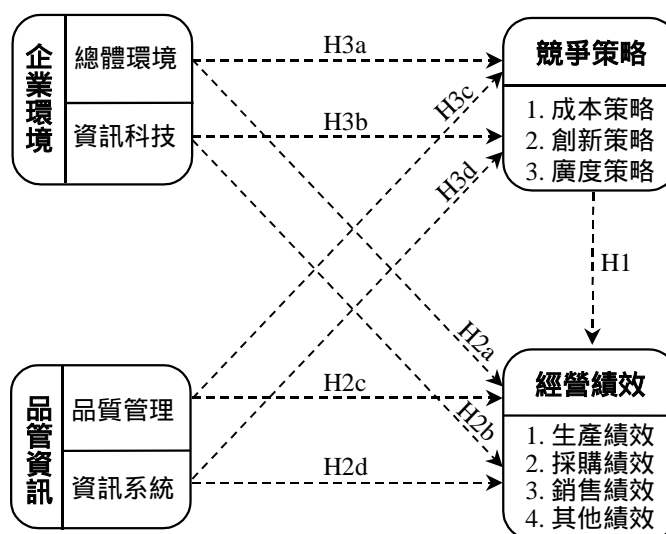 企業環境
總體環境
資訊科技
H3a
H3b
H3c
H3d
競爭策略
1. 成本策略
2. 創新策略
3. 廣度策略
H1
品管資訊
品質管理
資訊系統
H2a
H2c
H2b
H2d
經營績效
1. 生產績效
2. 採購績效
3. 銷售績效
4. 其他績效